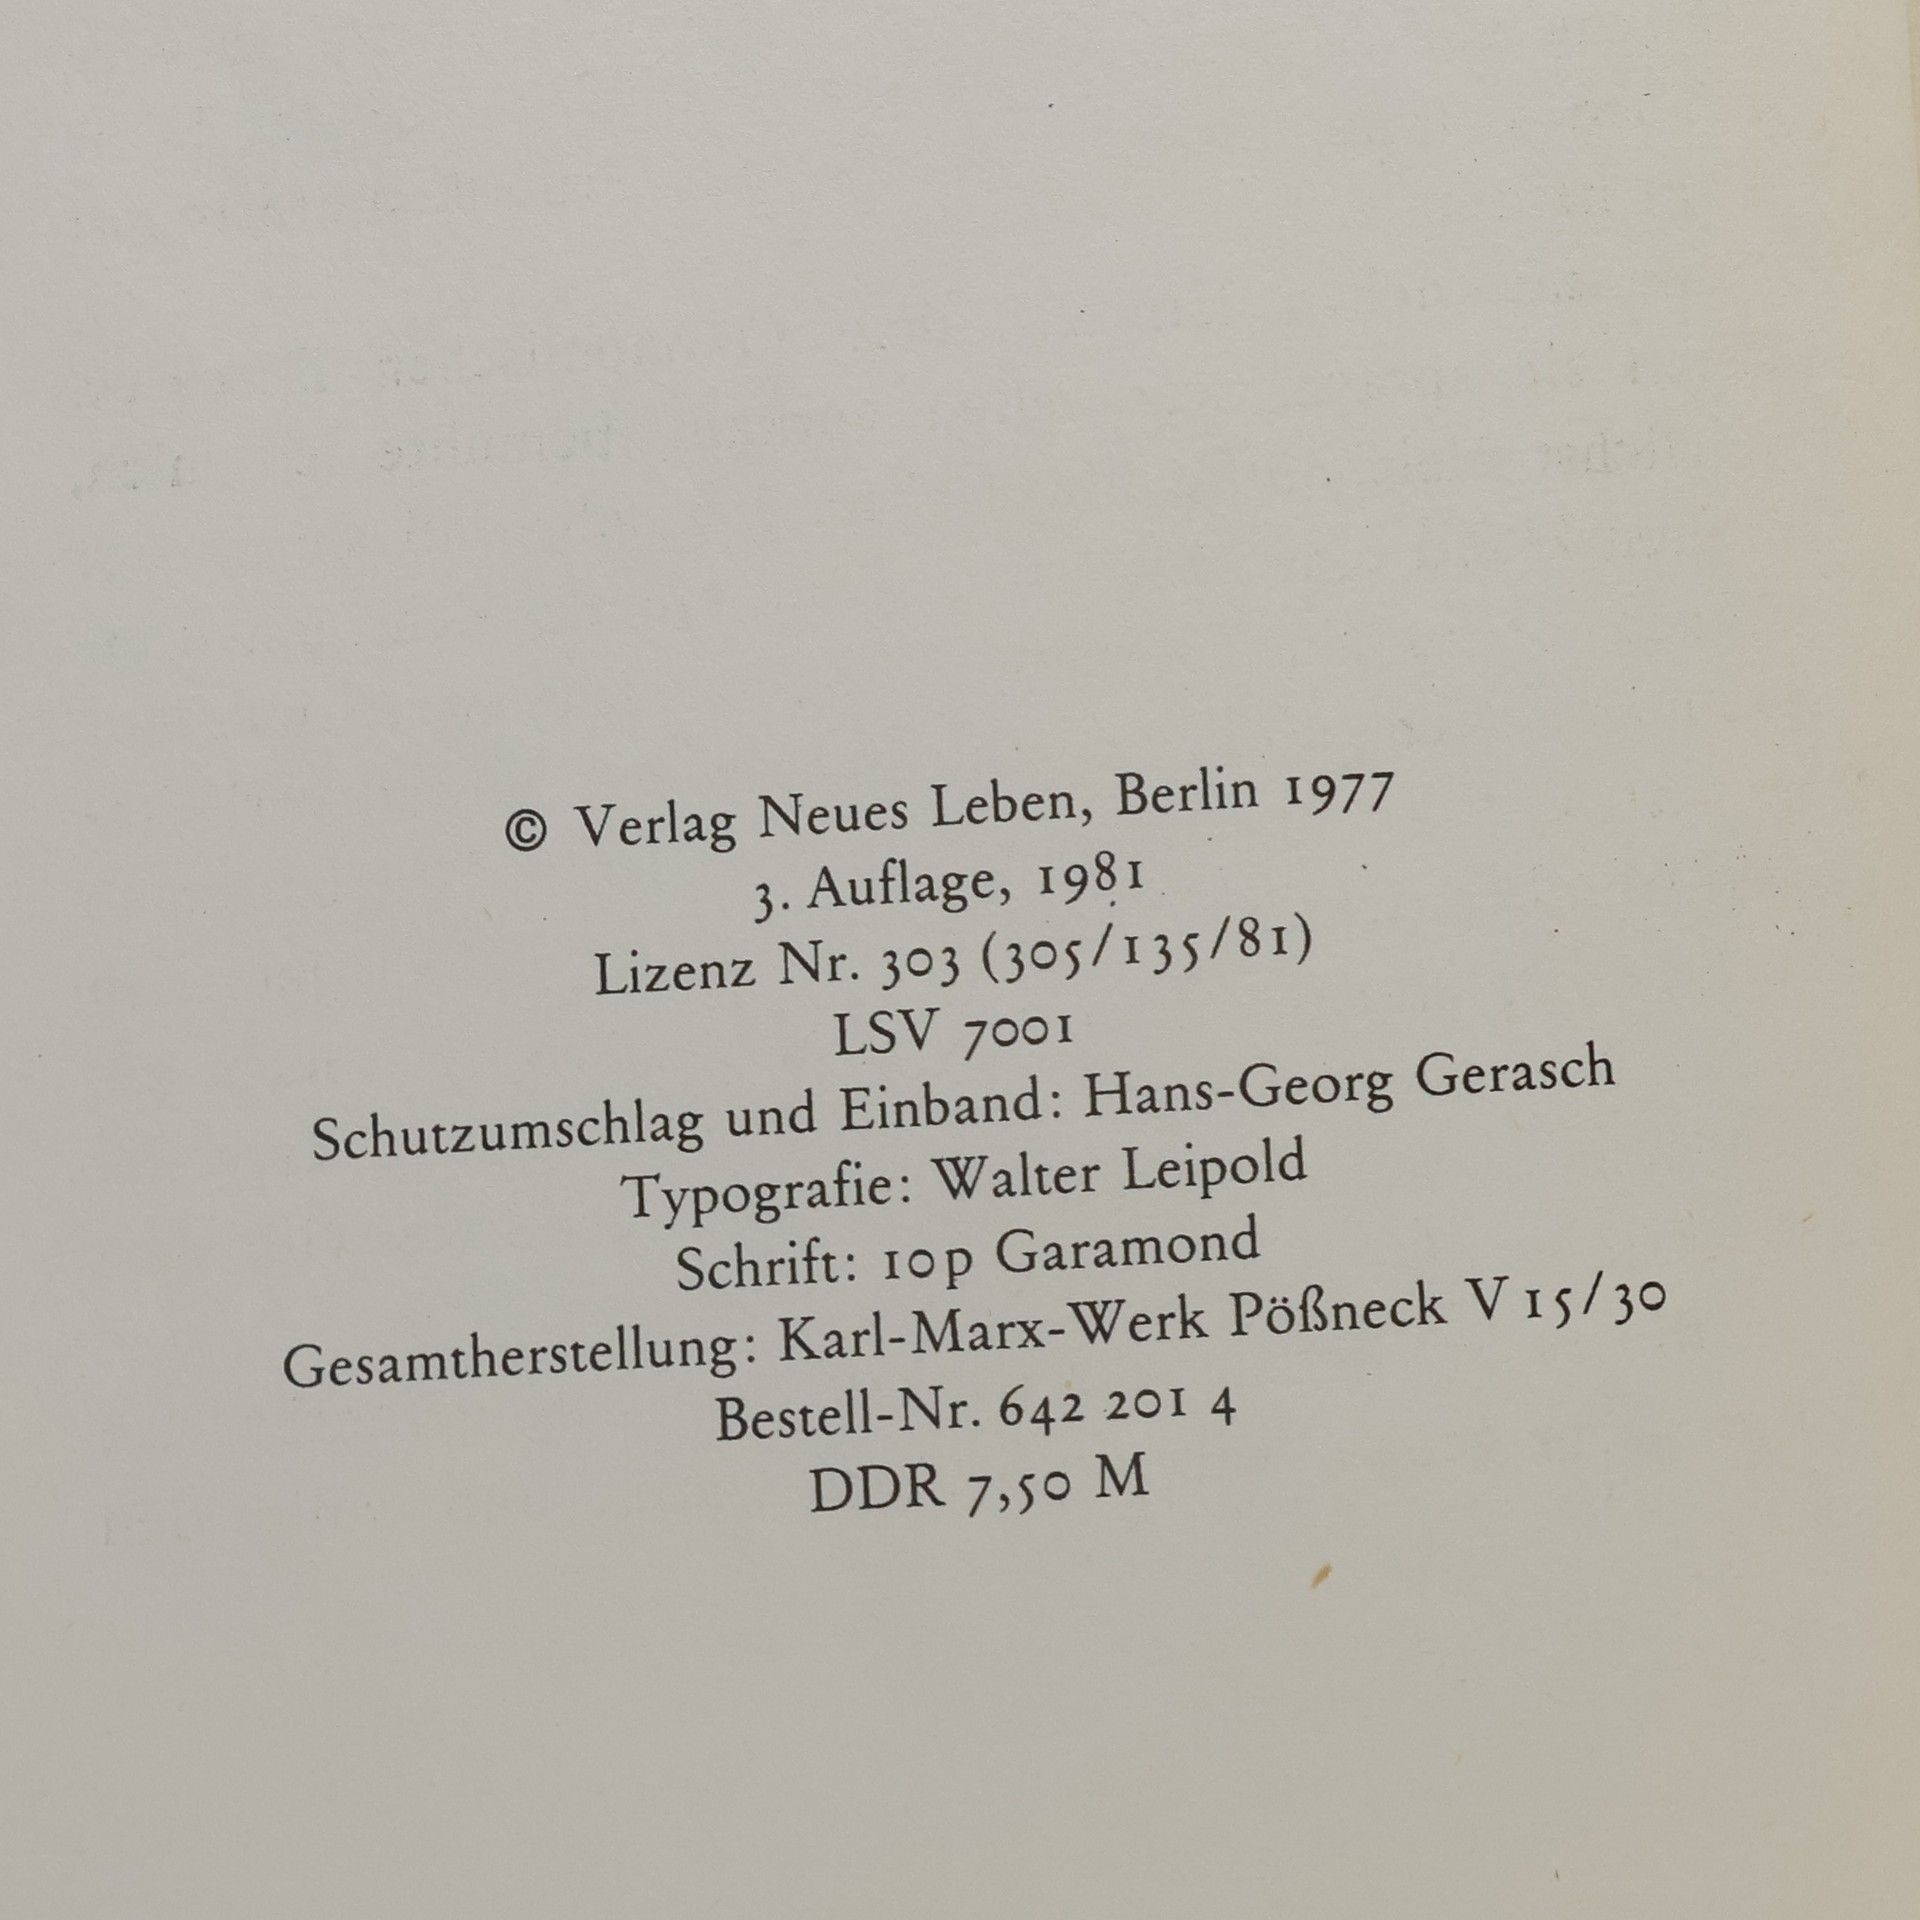 © Verlag Neues Leben, Berlin 1977
3. Auflage, 1981
Lizenz Nr. 303 (305/135/81)
LSV 7001
Schutzumschlag und Einband: Hans-Georg Gerasch
Typografie: Walter Leipold
Schrift: 10p Garamond
Gesamtherstellung: Karl-Marx-Werk Pößneck V 15/30
Bestell-Nr. 642 201 4
DDR 7,50 M